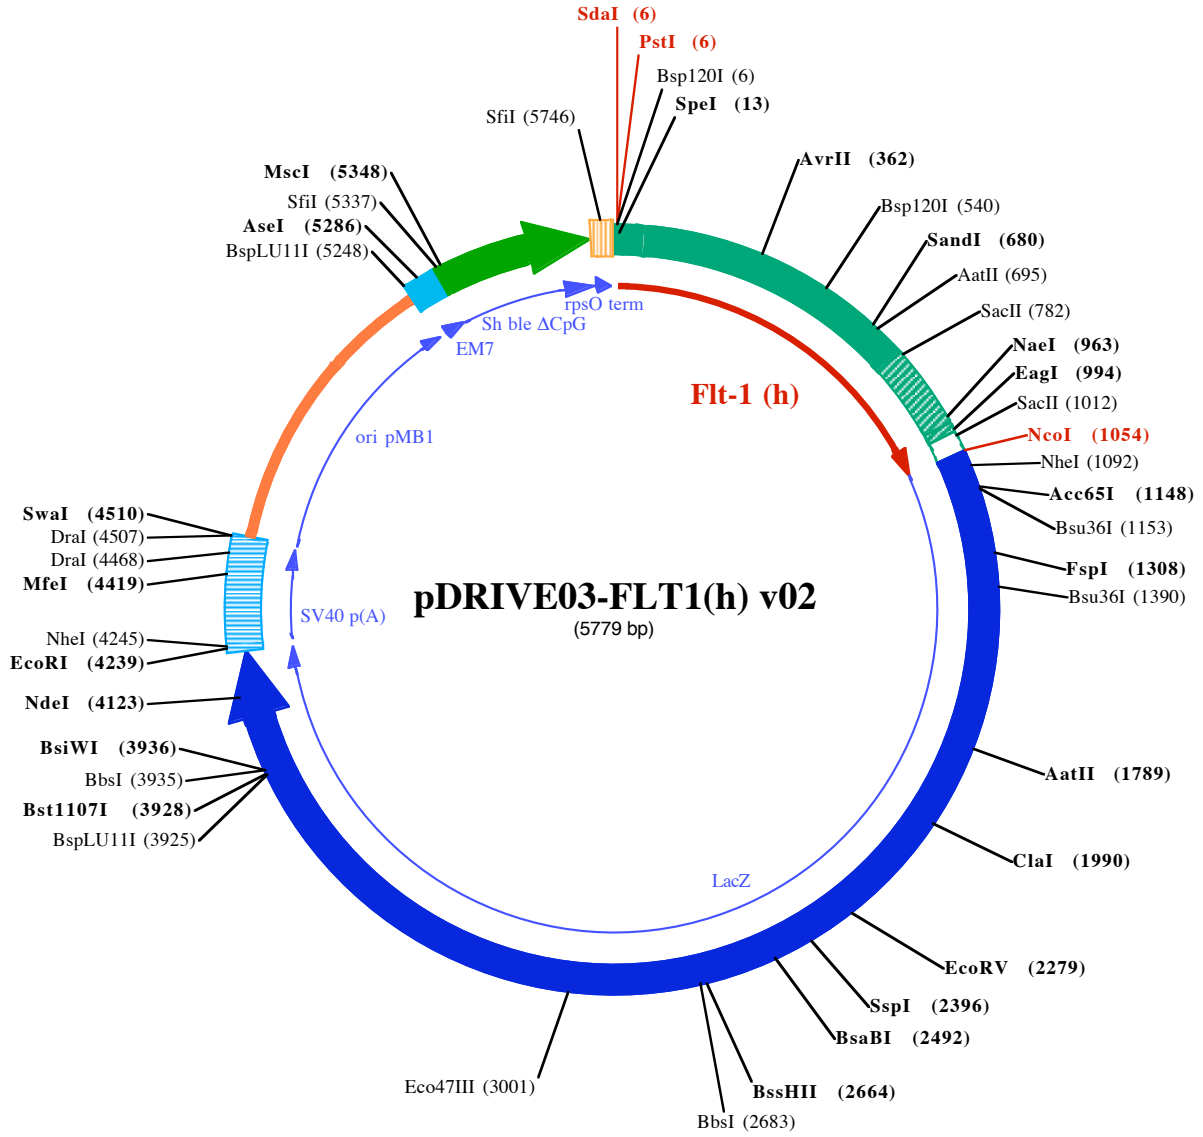 SdaI (6)
PstI (6)
Bsp120I (6)
SpeI (13)
SfiI (5746)
AvrII (362)
MscI (5348)
SfiI (5337)
Bsp120I (540)
AseI (5286)
SandI (680)
BspLU11I (5248)
AatII (695)
rpsO term
SacII (782)
Sh ble ΔCpG
EM7
NaeI (963)
EagI (994)
Flt-1 (h)
SacII (1012)
ori pMB1
NcoI (1054)
NheI (1092)
Acc65I (1148)
SwaI (4510)
Bsu36I (1153)
DraI (4507)
DraI (4468)
FspI (1308)
MfeI (4419)
Bsu36I (1390)
pDRIVE03-FLT1(h) v02
SV40 p(A)
(5779 bp)
NheI (4245)
EcoRI (4239)
NdeI (4123)
BsiWI (3936)
AatII (1789)
BbsI (3935)
Bst1107I (3928)
BspLU11I (3925)
ClaI (1990)
LacZ
EcoRV (2279)
SspI (2396)
BsaBI (2492)
Eco47III (3001)
BssHII (2664)
BbsI (2683)